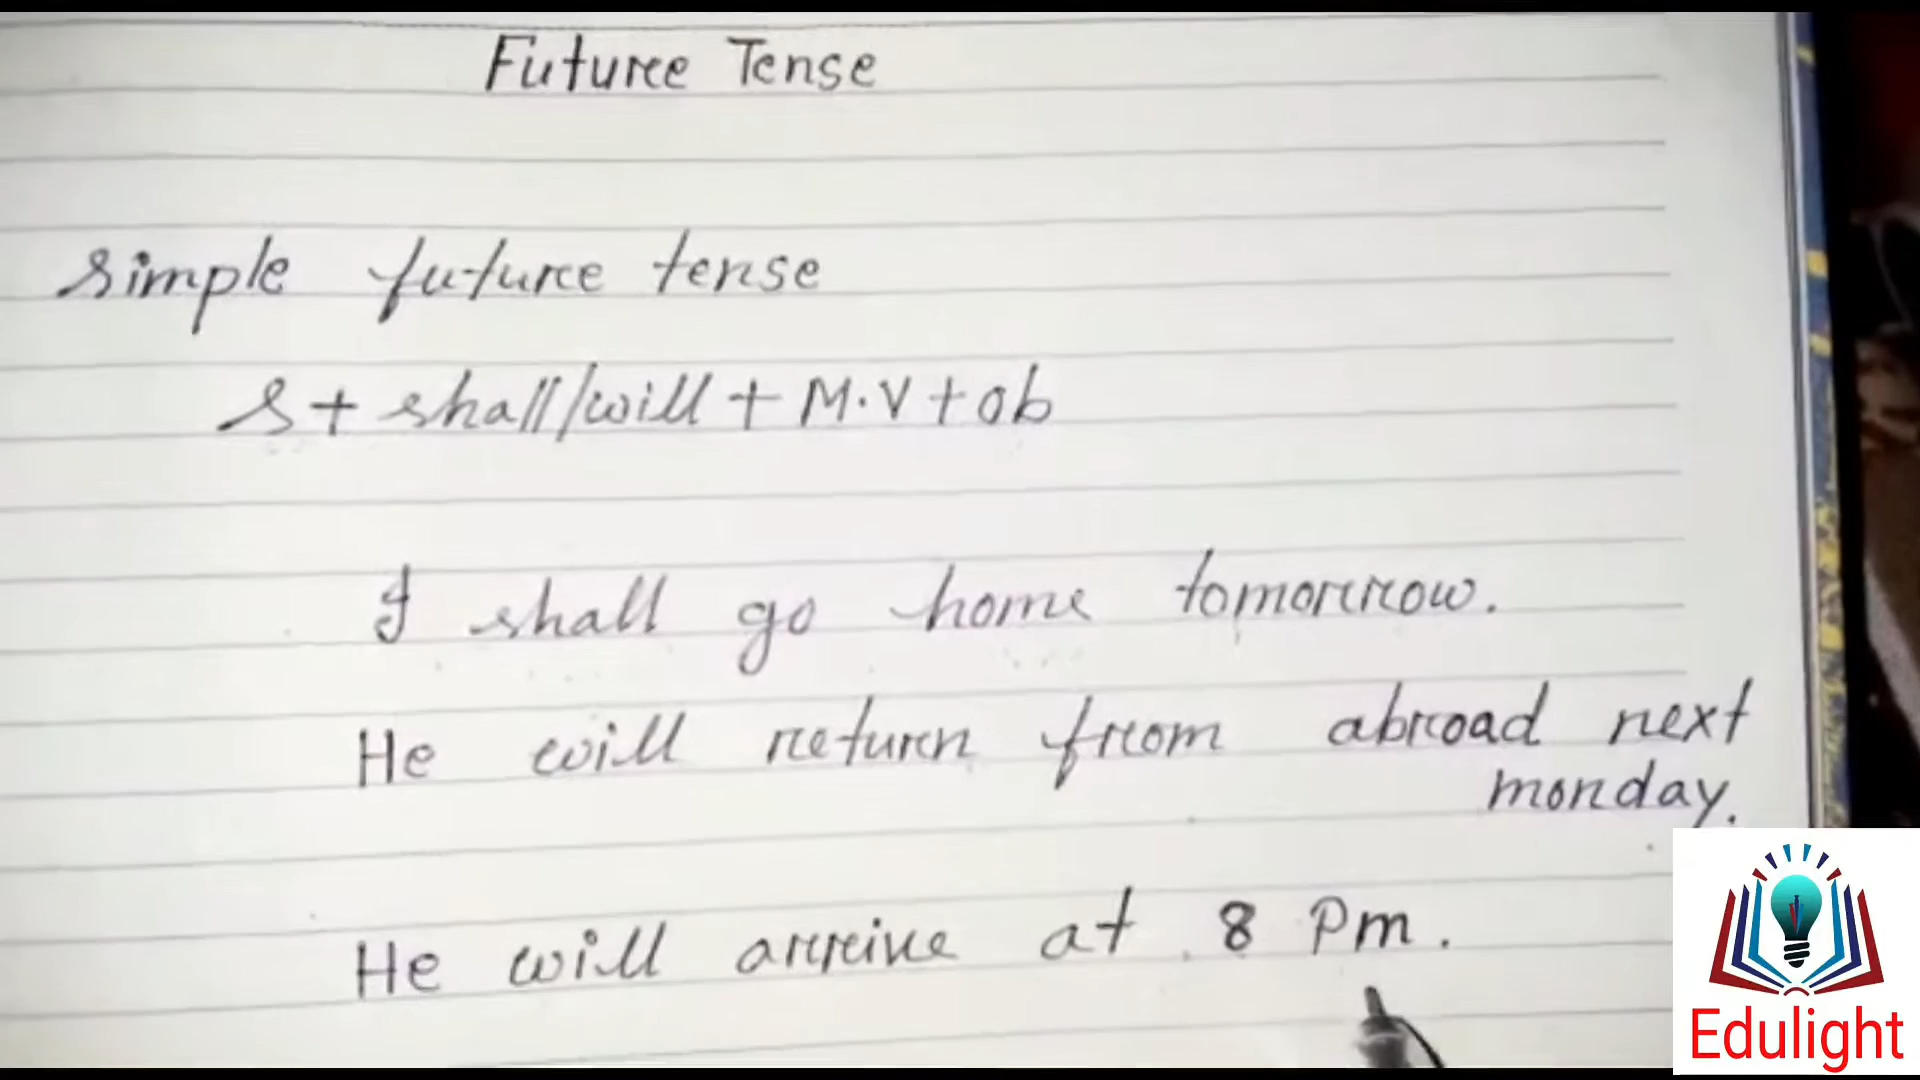 Future Tense
simple future tense
S + shall/will + M.V + ob
I shall go home tomorrow.
He will return from abroad next
monday.
He will arrive at 8 Pm.
Edulight